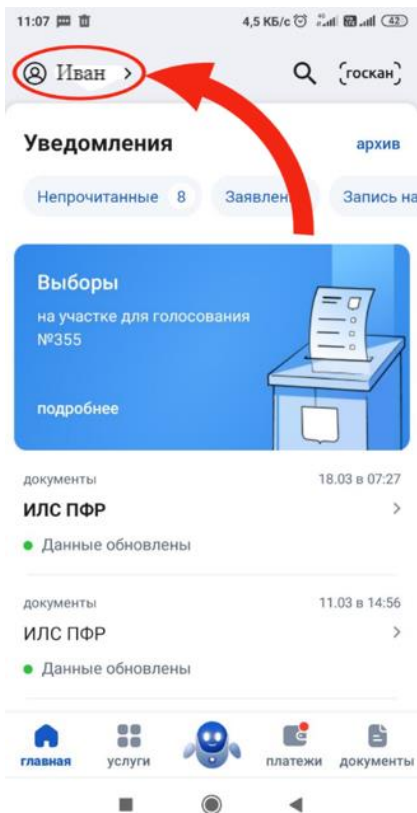 11:07 4,5 КБ/с 42
Иван >
{госкан}
Уведомления архив
Непрочитанные 8 Заявлен Запись на
Выборы
на участке для голосования
№355
подробнее
документы 18.03 в 07:27
ИЛС ПФР >
Данные обновлены
документы 11.03 в 14:56
ИЛС ПФР >
Данные обновлены
главная услуги платежи документы